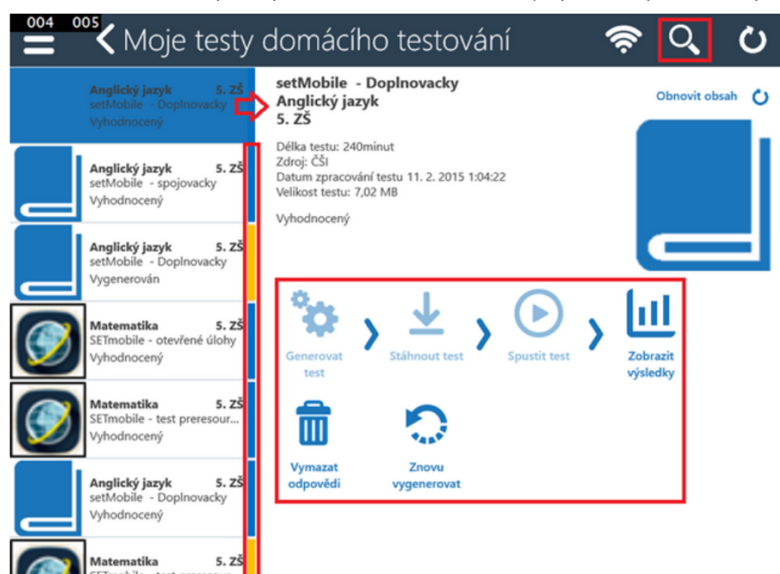 004 005
Moje testy domácího testování
Anglický jazyk 5. ZŠ
setMobile - Doplnovacky
Vyhodnocený
Anglický jazyk 5. ZŠ
setMobile - spojovacky
Vyhodnocený
Anglický jazyk 5. ZŠ
setMobile - Doplnovacky
Vygenerován
Matematika 5. ZŠ
SETmobile - otevřené úlohy
Vyhodnocený
Matematika 5. ZŠ
SETmobile - test preresour...
Vyhodnocený
Anglický jazyk 5. ZŠ
setMobile - Doplnovacky
Vyhodnocený
Matematika 5. ZŠ
setMobile - Doplnovacky
Anglický jazyk
5. ZŠ
Obnovit obsah
Délka testu: 240minut
Zdroj: ČŠI
Datum zpracování testu 11. 2. 2015 1:04:22
Velikost testu: 7,02 MB
Vyhodnocený
Generovat
test
Stáhnout test
Spustit test
Zobrazit
výsledky
Vymazat
odpovědi
Znovu
vygenerovat